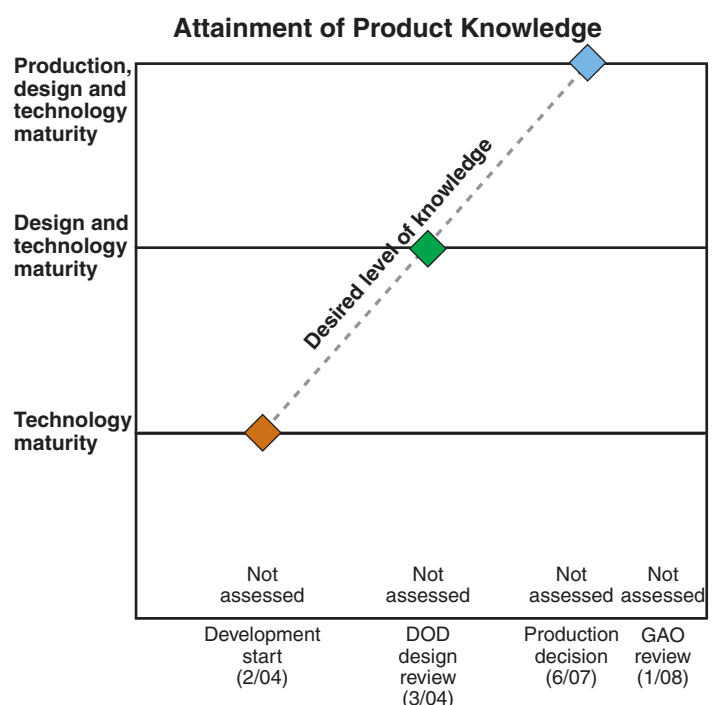 Attainment of Product Knowledge
Production,
design and
technology
maturity
Design and
technology
maturity
Desired level of knowledge
Technology
maturity
Not
assessed
Not
assessed
Not
assessed
Not
assessed
Development
start
(2/04)
DOD
design
review
(3/04)
Production
decision
(6/07)
GAO
review
(1/08)